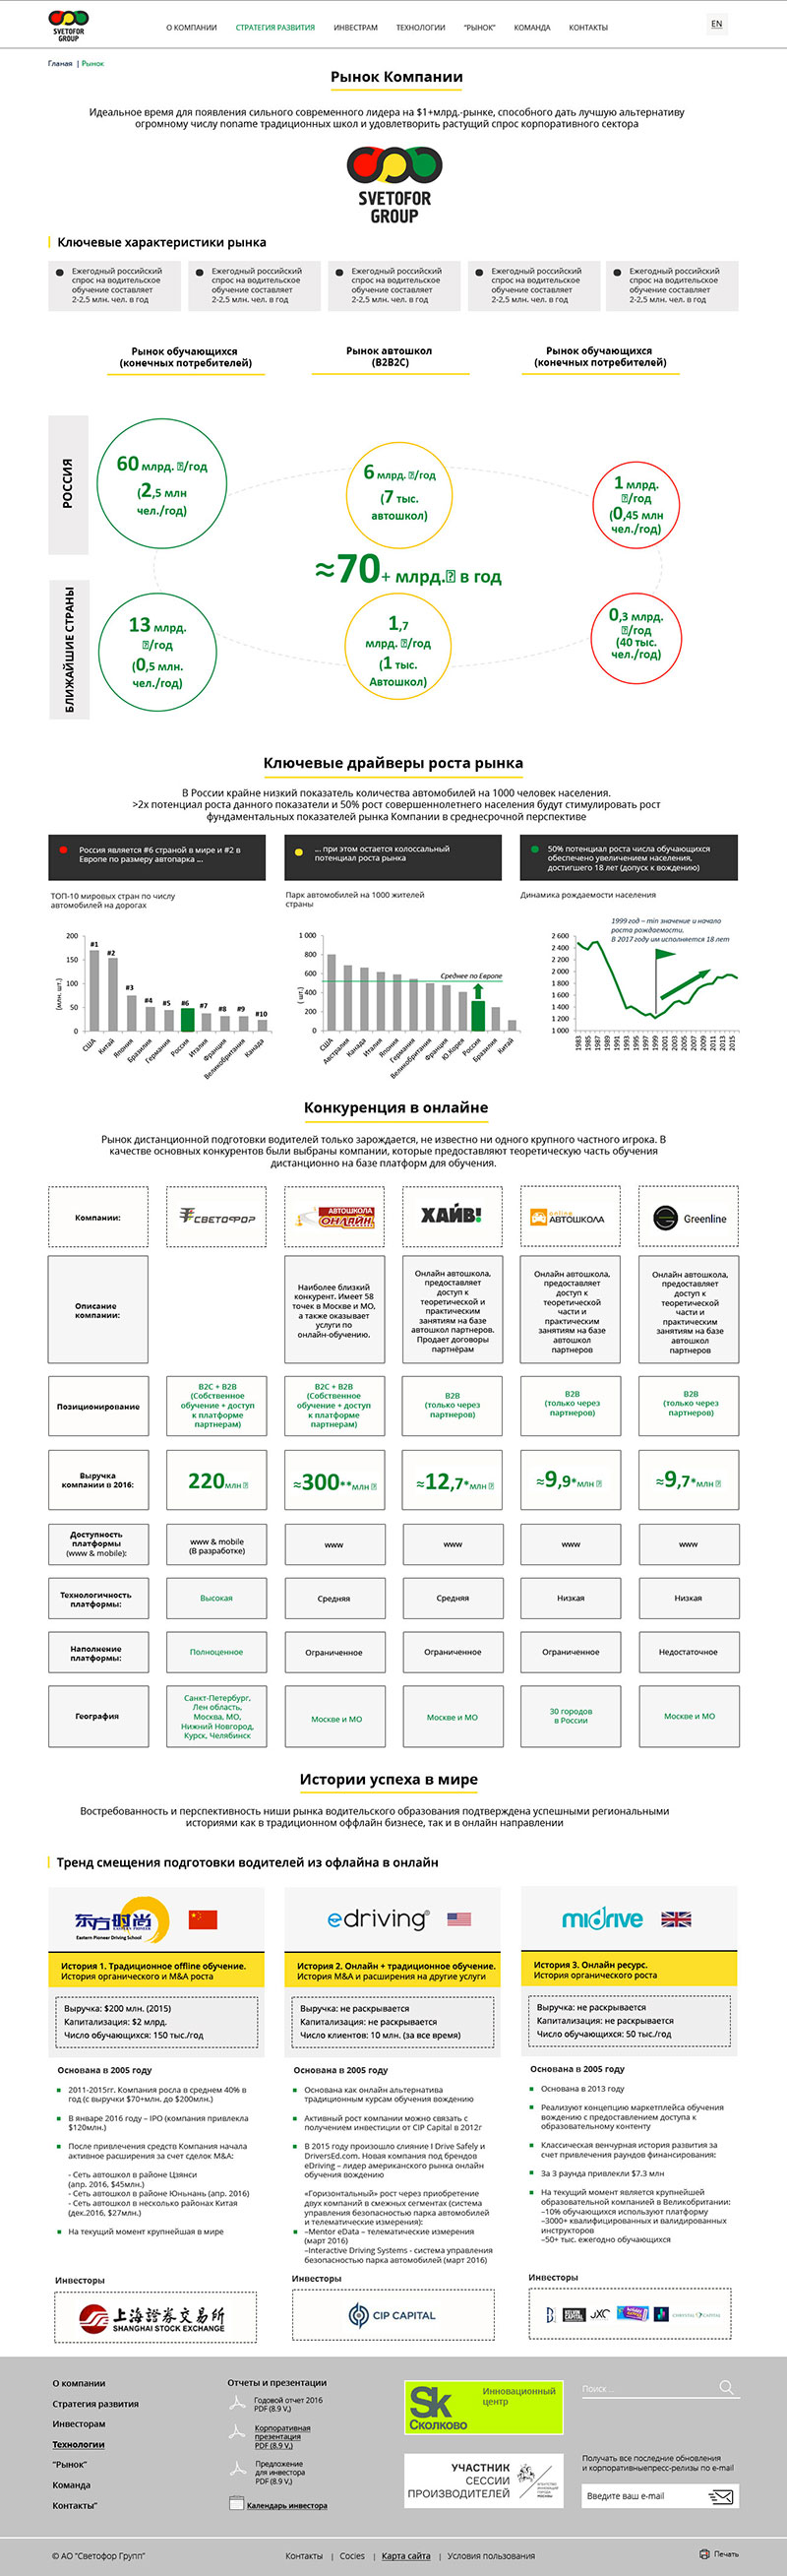 SVETOFOR
GROUP
О КОМПАНИИ СТРАТЕГИЯ РАЗВИТИЯ ИНВЕСТРАМ ТЕХНОЛОГИИ "РЫНОК" КОМАНДА КОНТАКТЫ
EN
Гланая | Рынок
Рынок Компании
Идеальное время для появления сильного современного лидера на $1+млрд.-рынке, способного дать лучшую альтернативу
огромному числу noname традиционных школ и удовлетворить растущий спрос корпоративного сектора
SVETOFOR
GROUP
Ключевые характеристики рынка
Ежегодный российский
спрос на водительское
обучение составляет
2-2,5 млн. чел. в год
Ежегодный российский
спрос на водительское
обучение составляет
2-2,5 млн. чел. в год
Ежегодный российский
спрос на водительское
обучение составляет
2-2,5 млн. чел. в год
Ежегодный российский
спрос на водительское
обучение составляет
2-2,5 млн. чел. в год
Ежегодный российский
спрос на водительское
обучение составляет
2-2,5 млн. чел. в год
Рынок обучающихся
(конечных потребителей)
Рынок автошкол
(B2B2C)
Рынок обучающихся
(конечных потребителей)
РОССИЯ
60 млрд. /год
(2,5 млн
чел./год)
6 млрд. /год
(7 тыс.
автошкол)
1 млрд.
/год
(0,45 млн
чел./год)
≈70+ млрд. в год
БЛИЖАЙШИЕ СТРАНЫ
13 млрд.
/год
(0,5 млн.
чел./год)
1,7
млрд. /год
(1 тыс.
Автошкол)
0,3 млрд.
/год
(40 тыс.
чел./год)
Ключевые драйверы роста рынка
В России крайне низкий показатель количества автомобилей на 1000 человек населения.
>2x потенциал роста данного показатели и 50% рост совершеннолетнего населения будут стимулировать рост
фундаментальных показателей рынка Компании в среднесрочной перспективе
Россия является #6 страной в мире и #2 в
Европе по размеру автопарка ...
... при этом остается колоссальный
потенциал роста рынка
50% потенциал роста числа обучающихся
обеспечено увеличением населения,
достигшего 18 лет (допуск к вождению)
ТОП-10 мировых стран по числу
автомобилей на дорогах
(млн. шт.)
200
150
100
50
0
#1 #2 #3 #4 #5 #6 #7 #8 #9 #10
США Китай Япония Бразилия Германия Россия Италия Франция Великобритания Канада
Парк автомобилей на 1000 жителей
страны
(шт.)
1 000
800
600
400
200
0
Среднее по Европе
США Австралия Канада Италия Япония Германия Великобритания Франция Ю.Корея Россия Бразилия Китай
Динамика рождаемости населения
1999 год – min значение и начало
роста рождаемости.
В 2017 году им исполняется 18 лет
2 600
2 400
2 200
2 000
1 800
1 600
1 400
1 200
1 000
1983 1985 1987 1989 1991 1993 1995 1997 1999 2001 2003 2005 2007 2009 2011 2013 2015
Конкуренция в онлайне
Рынок дистанционной подготовки водителей только зарождается, не известно ни одного крупного частного игрока. В
качестве основных конкурентов были выбраны компании, которые предоставляют теоретическую часть обучения
дистанционно на базе платформ для обучения.
Компании:
СВЕТОФОР
АВТОШКОЛА
ОНЛАЙН
ХАЙВ!
online
АВТОШКОЛА
Greenline
Описание
компании:
Наиболее близкий
конкурент. Имеет 58
точек в Москве и МО,
а также оказывает
услуги по
онлайн-обучению.
Онлайн автошкола,
предоставляет
доступ к
теоретической и
практическим
занятиям на базе
автошкол партнеров.
Продает договоры
партнёрам
Онлайн автошкола,
предоставляет
доступ к
теоретической
части и
практическим
занятиям на базе
автошкол
партнеров
Онлайн автошкола,
предоставляет
доступ к
теоретической
части и
практическим
занятиям на базе
автошкол
партнеров
Позиционирование
B2C + B2B
(Собственное
обучение + доступ
к платформе
партнерам)
B2C + B2B
(Собственное
обучение + доступ
к платформе
партнерам)
B2B
(только через
партнеров)
B2B
(только через
партнеров)
B2B
(только через
партнеров)
Выручка
компании в 2016:
220млн
≈300**млн
≈12,7*млн
≈9,9*млн
≈9,7*млн
Доступность
платформы
(www & mobile):
www & mobile
(В разработке)
www
www
www
www
Технологичность
платформы:
Высокая
Средняя
Средняя
Низкая
Низкая
Наполнение
платформы:
Полноценное
Ограниченное
Ограниченное
Ограниченное
Недостаточное
География
Санкт-Петербург,
Лен область,
Москва, МО,
Нижний Новгород,
Курск, Челябинск
Москве и МО
Москве и МО
30 городов
в России
Москве и МО
Истории успеха в мире
Востребованность и перспективность ниши рынка водительского образования подтверждена успешными региональными
историями как в традиционном оффлайн бизнесе, так и в онлайн направлении
Тренд смещения подготовки водителей из офлайна в онлайн
东方时尚
Eastern Pioneer Driving School
История 1. Традиционное offline обучение.
История органического и M&A роста
Выручка: $200 млн. (2015)
Капитализация: $2 млрд.
Число обучающихся: 150 тыс./год
Основана в 2005 году
2011-2015гг. Компания росла в среднем 40% в
год (с выручки $70+млн. до $200млн.)
В январе 2016 году – IPO (компания привлекла
$120млн.)
После привлечения средств Компания начала
активное расширения за счет сделок M&A:
- Сеть автошкол в районе Цзянси
(апр. 2016, $45млн.)
- Сеть автошкол в районе Юньнань (апр. 2016)
- Сеть автошкол в несколько районах Китая
(дек.2016, $27млн.)
На текущий момент крупнейшая в мире
Инвесторы
上海證券交易所
SHANGHAI STOCK EXCHANGE
edriving
История 2. Онлайн + традиционное обучение.
История M&A и расширения на другие услуги
Выручка: не раскрывается
Капитализация: не раскрывается
Число клиентов: 10 млн. (за все время)
Основана в 2005 году
Основана как онлайн альтернатива
традиционным курсам обучения вождению
Активный рост компании можно связать с
получением инвестиции от CIP Capital в 2012г
В 2015 году произошло слияние I Drive Safely и
DriversEd.com. Новая компания под брендов
eDriving – лидер американского рынка онлайн
обучения вождению
«Горизонтальный» рост через приобретение
двух компаний в смежных сегментах (система
управления безопасностью парка автомобилей
и телематические измерения):
–Mentor eData – телематические измерения
(март 2016)
–Interactive Driving Systems - система управления
безопасностью парка автомобилей (март 2016)
Инвесторы
CIP CAPITAL
midrive
История 3. Онлайн ресурс.
История органического роста
Выручка: не раскрывается
Капитализация: не раскрывается
Число обучающихся: 50 тыс./год
Основана в 2005 году
Основана в 2013 году
Реализуют концепцию маркетплейса обучения
вождению с предоставлением доступа к
образовательному контенту
Классическая венчурная история развития за
счет привлечения раундов финансирования:
За 3 раунда привлекли $7.3 млн
На текущий момент является крупнейшей
образовательной компанией в Великобритании:
–10% обучающихся используют платформу
–3000+ квалифицированных и валидированных
инструкторов
–50+ тыс. ежегодно обучающихся
Инвесторы
JXC
О компании
Стратегия развития
Инвесторам
Технологии
"Рынок"
Команда
Контакты"
Отчеты и презентации
Годовой отчет 2016
PDF (8.9 V,)
Корпоративная
презентация
PDF (8.9 V,)
Предложение
для инвестора
PDF (8.9 V,)
Календарь инвестора
Sk
Сколково
Инновационный
центр
УЧАСТНИК
СЕССИИ
ПРОИЗВОДИТЕЛЕЙ
Поиск ...
Получать все последние обновления
и корпоративныепресс-релизы по e-mail
Введите ваш e-mail
© АО "Светофор Групп"
Контакты | Cocies | Карта сайта | Условия пользования
Печать